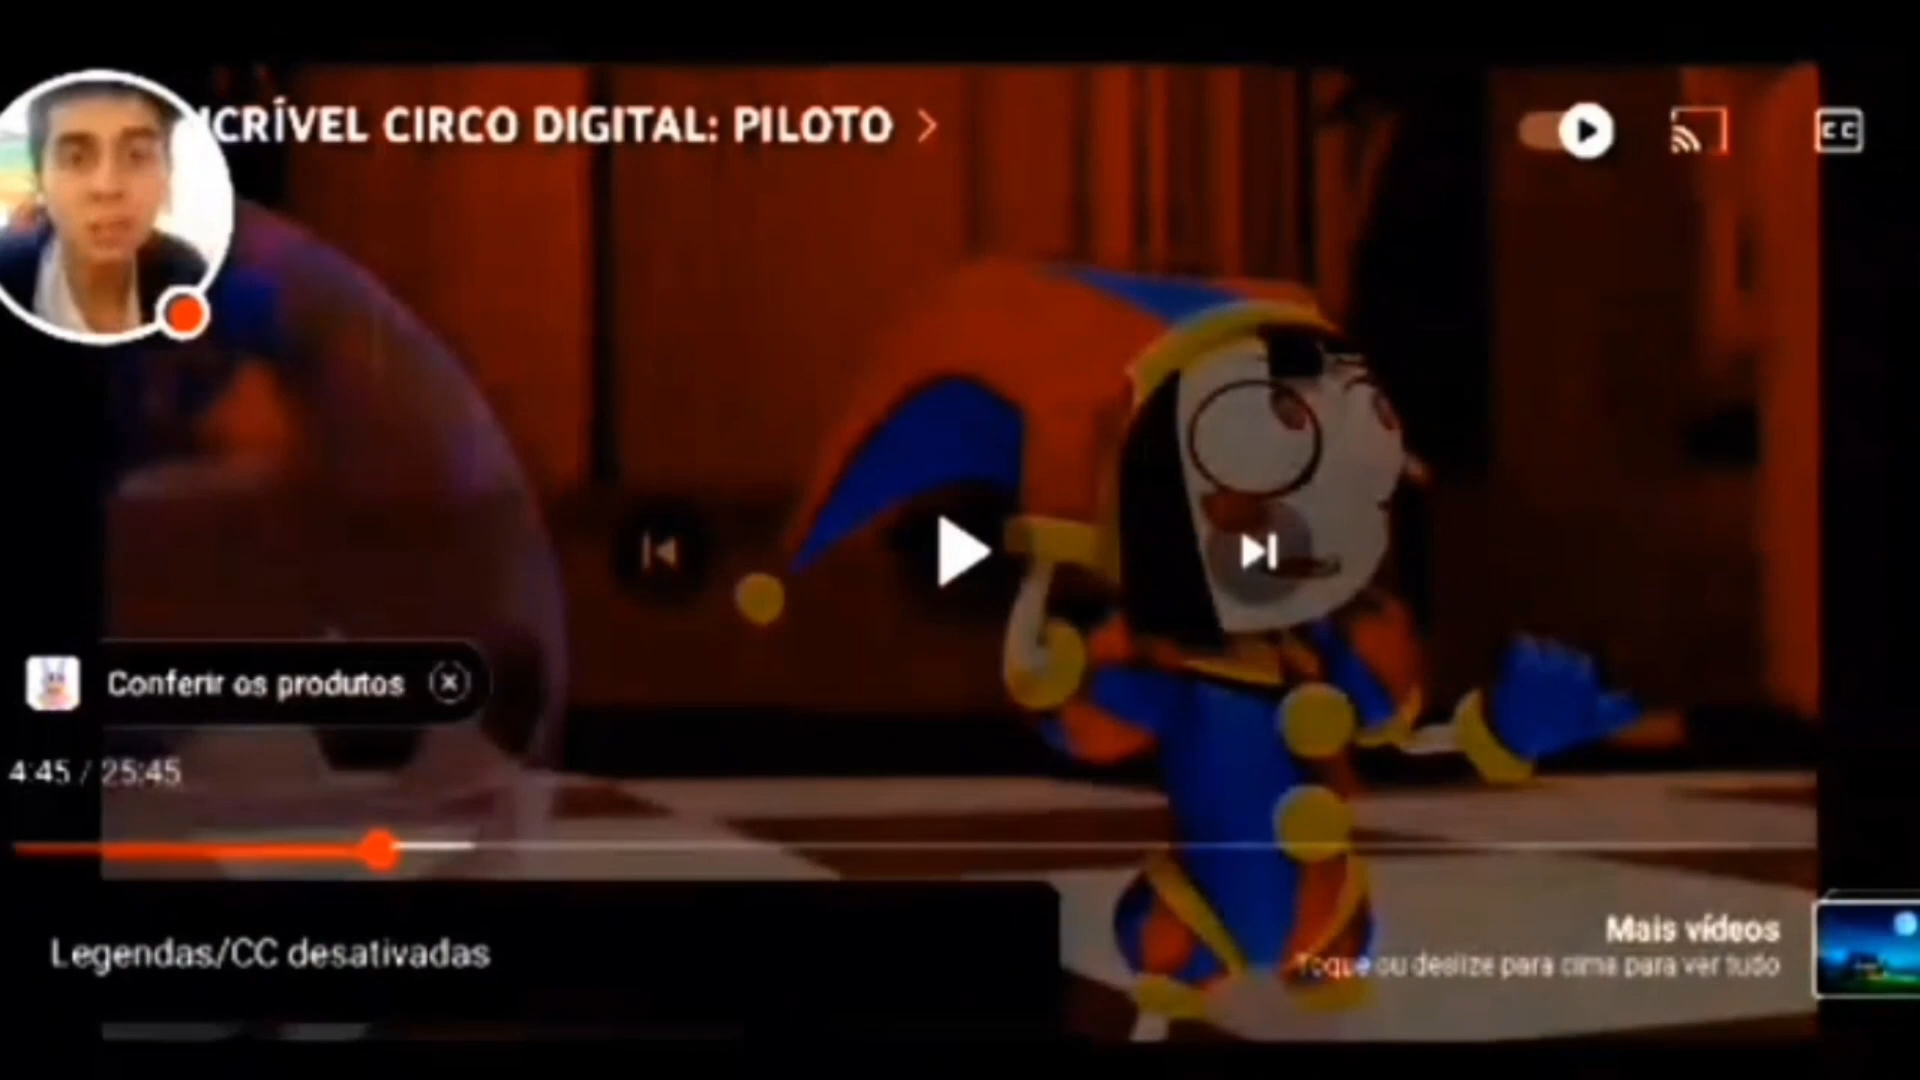 CRÍVEL CIRCO DIGITAL: PILOTO
CC
Conferir os produtos
4:45 / 25:45
Legendas/CC desativadas
Mais vídeos
Toque ou deslize para cima para ver tudo